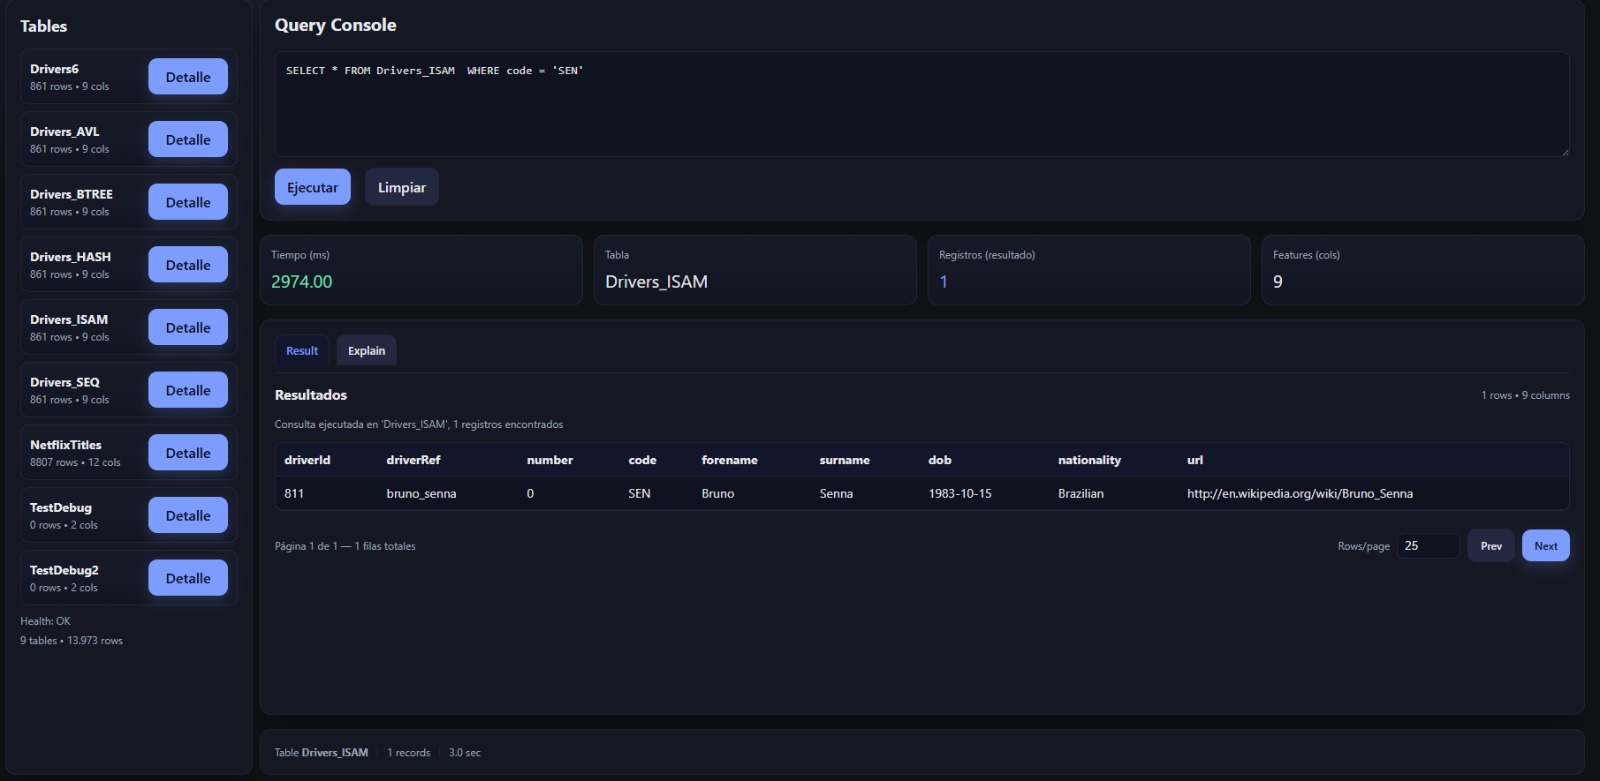 Tables
Drivers6
861 rows • 9 cols
Detalle
Drivers_AVL
861 rows • 9 cols
Detalle
Drivers_BTREE
861 rows • 9 cols
Detalle
Drivers_HASH
861 rows • 9 cols
Detalle
Drivers_ISAM
861 rows • 9 cols
Detalle
Drivers_SEQ
861 rows • 9 cols
Detalle
NetflixTitles
8807 rows • 12 cols
Detalle
TestDebug
0 rows • 2 cols
Detalle
TestDebug2
0 rows • 2 cols
Detalle
Health: OK
9 tables • 13.973 rows
Query Console
SELECT * FROM Drivers_ISAM  WHERE code = 'SEN'
Ejecutar Limpiar
Tiempo (ms)
2974.00
Tabla
Drivers_ISAM
Registros (resultado)
1
Features (cols)
9
Result Explain
Resultados 1 rows • 9 columns
Consulta ejecutada en 'Drivers_ISAM', 1 registros encontrados
driverId driverRef number code forename surname dob nationality url
811 bruno_senna 0 SEN Bruno Senna 1983-10-15 Brazilian http://en.wikipedia.org/wiki/Bruno_Senna
Página 1 de 1 — 1 filas totales Rows/page 25 Prev Next
Table Drivers_ISAM 1 records 3.0 sec